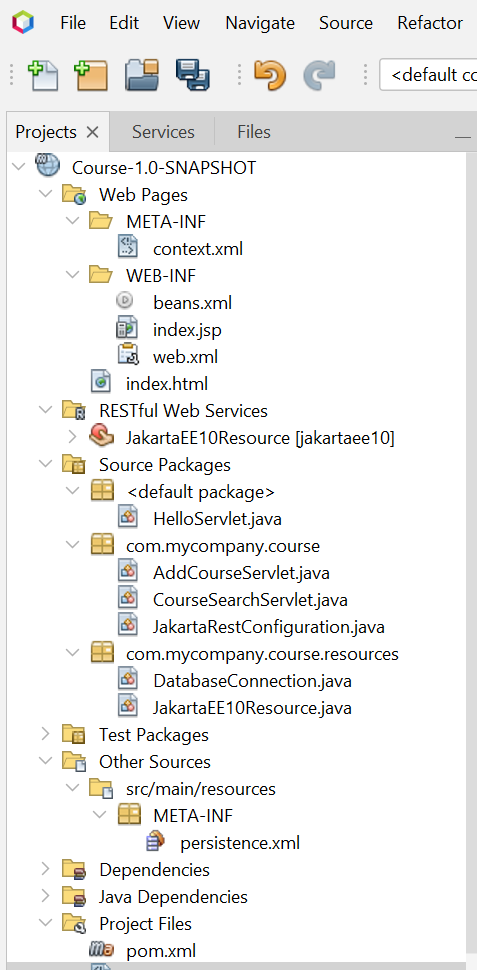 File Edit View Navigate Source Refactor
<default co
Projects Services Files
Course-1.0-SNAPSHOT
Web Pages
META-INF
context.xml
WEB-INF
beans.xml
index.jsp
web.xml
index.html
RESTful Web Services
JakartaEE10Resource [jakartaee10]
Source Packages
<default package>
HelloServlet.java
com.mycompany.course
AddCourseServlet.java
CourseSearchServlet.java
JakartaRestConfiguration.java
com.mycompany.course.resources
DatabaseConnection.java
JakartaEE10Resource.java
Test Packages
Other Sources
src/main/resources
META-INF
persistence.xml
Dependencies
Java Dependencies
Project Files
pom.xml